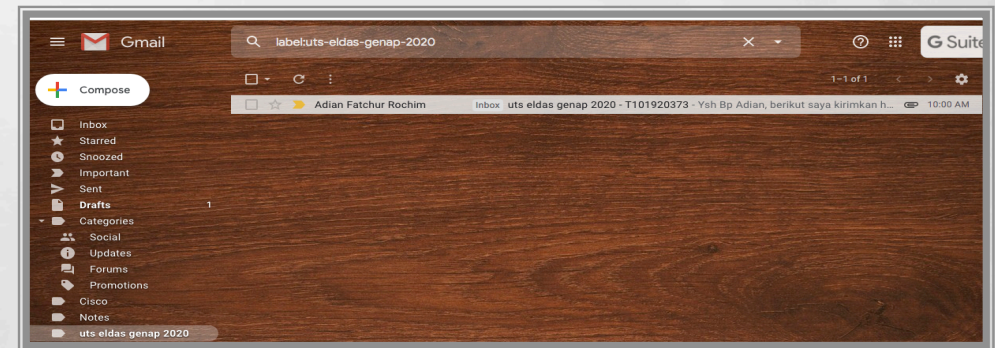 Gmail
label:uts-eldas-genap-2020
G Suite
Compose
1–1 of 1
Adian Fatchur Rochim Inbox uts eldas genap 2020 - T101920373 - Ysh Bp Adian, berikut saya kirimkan h... 10:00 AM
Inbox
Starred
Snoozed
Important
Sent
Drafts 1
Categories
Social
Updates
Forums
Promotions
Cisco
Notes
uts eldas genap 2020